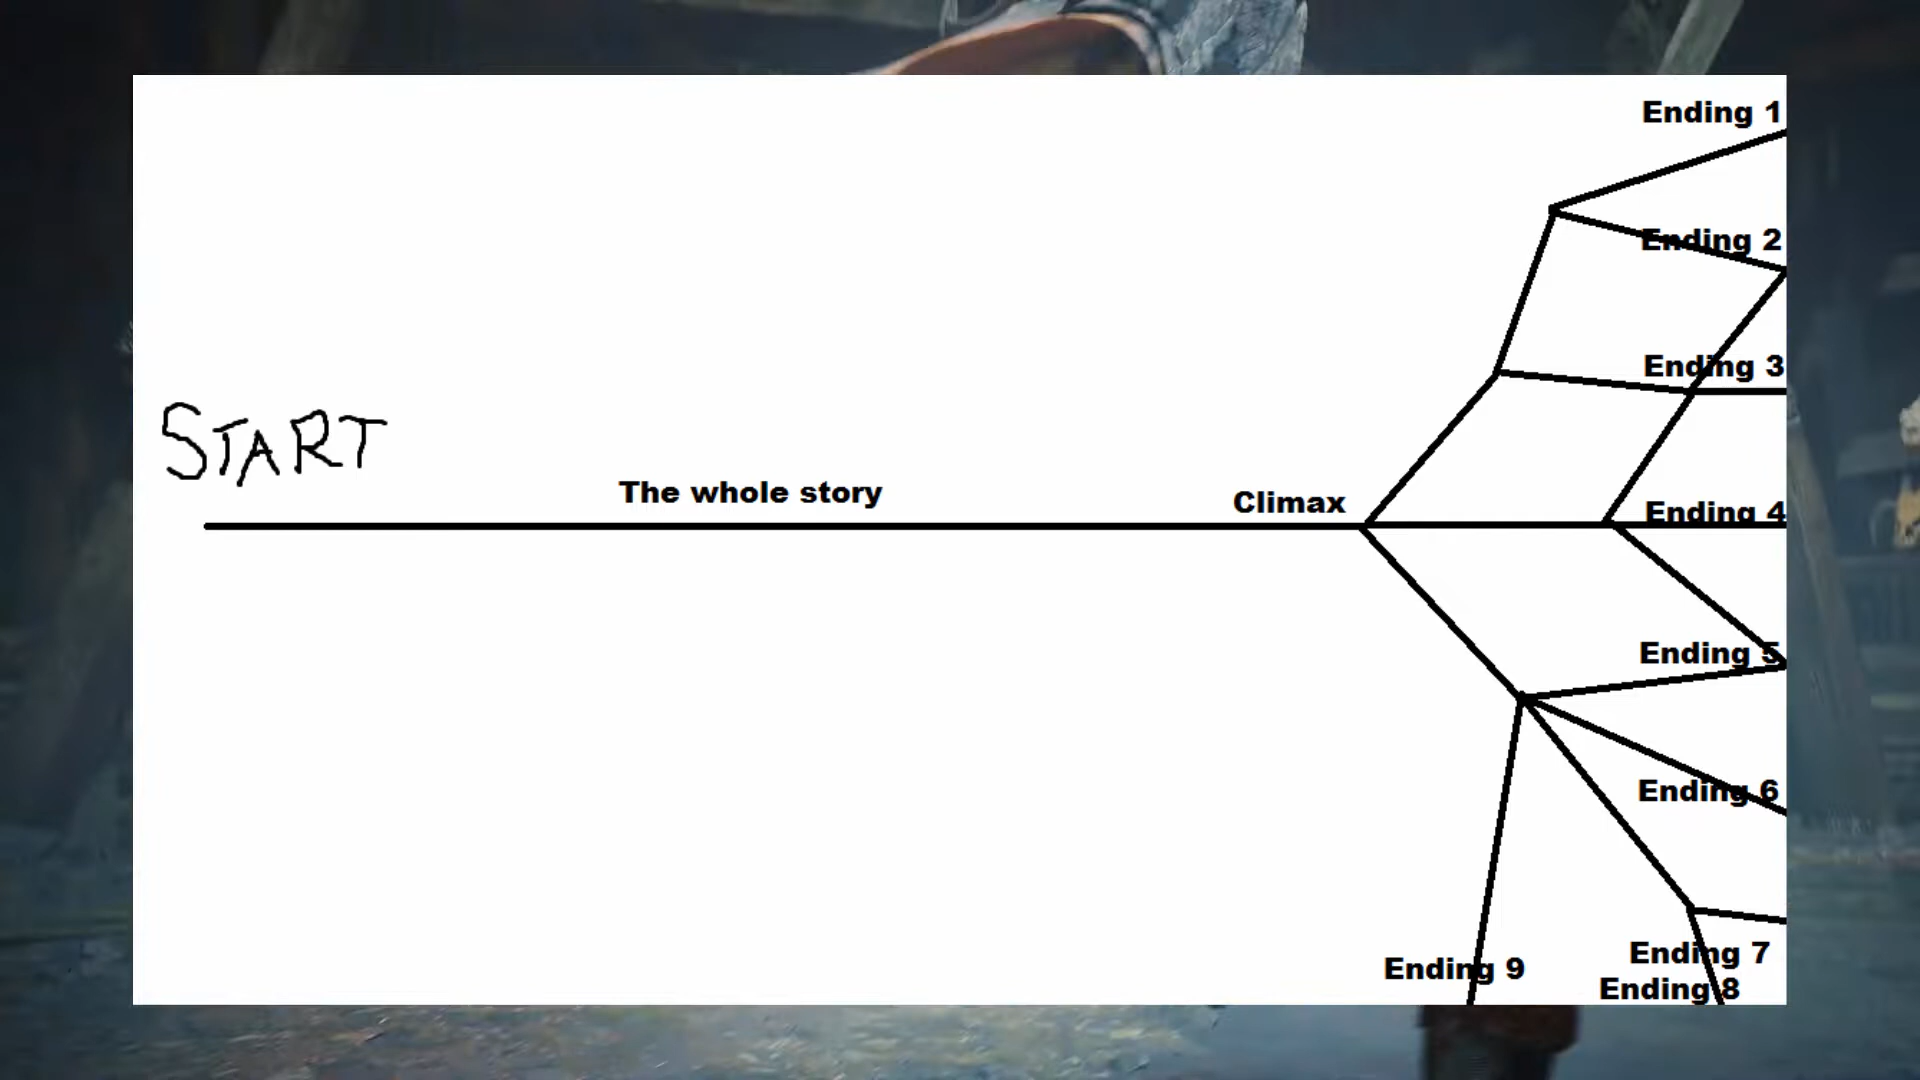 Ending 1
Ending 2
Ending 3
START
The whole story
Climax
Ending 4
Ending 5
Ending 6
Ending 7
Ending 9
Ending 8